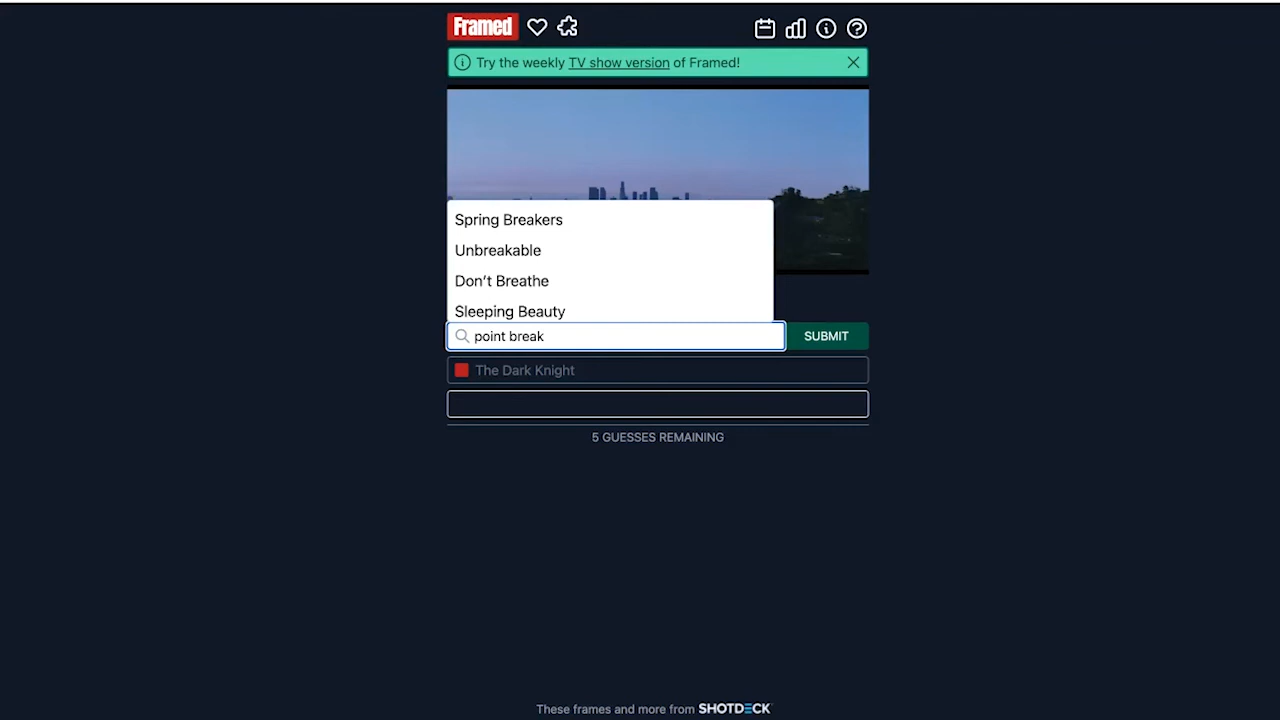 Framed
Try the weekly TV show version of Framed!
Spring Breakers
Unbreakable
Don't Breathe
Sleeping Beauty
point break
SUBMIT
The Dark Knight
5 GUESSES REMAINING
These frames and more from SHOTDECK